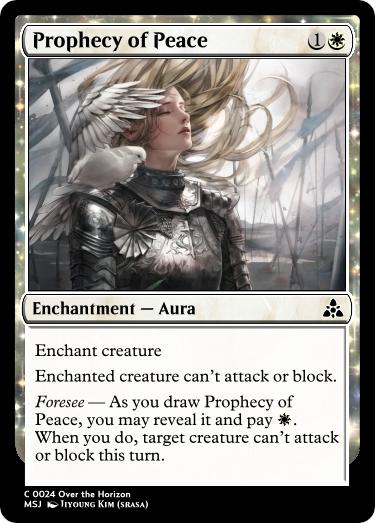 Prophecy of Peace 1
Enchantment — Aura
Enchant creature
Enchanted creature can't attack or block.
Foresee — As you draw Prophecy of
Peace, you may reveal it and pay .
When you do, target creature can't attack
or block this turn.
C 0024 Over the Horizon
MSJ Jiyoung Kim (srasa)